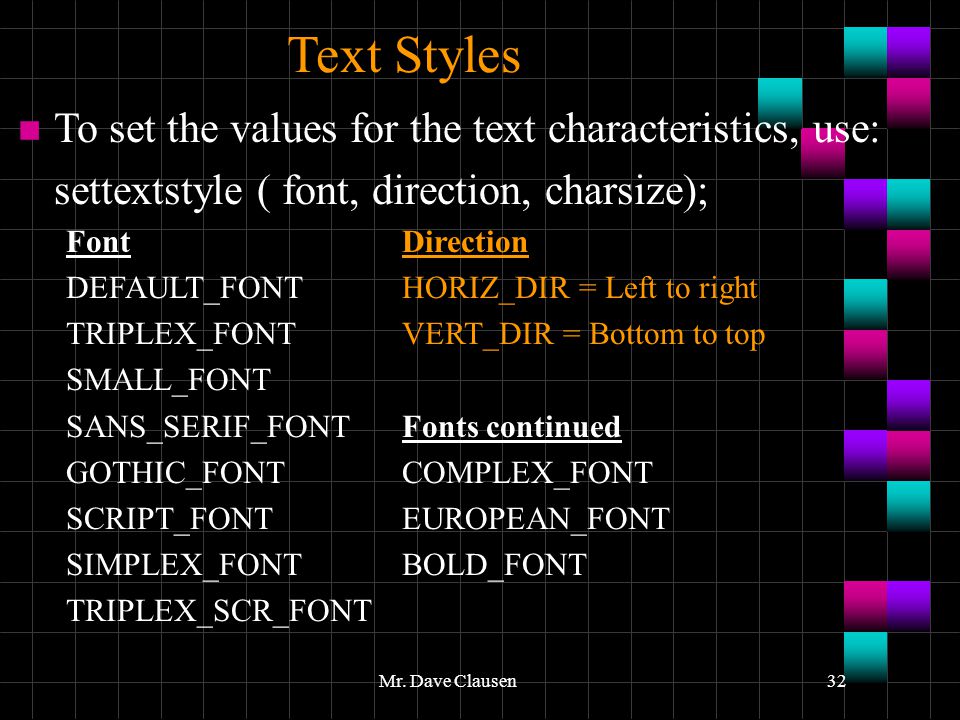 Text Styles
To set the values for the text characteristics, use:
settextstyle ( font, direction, charsize);
Font Direction
DEFAULT_FONT HORIZ_DIR = Left to right
TRIPLEX_FONT VERT_DIR = Bottom to top
SMALL_FONT
SANS_SERIF_FONT Fonts continued
GOTHIC_FONT COMPLEX_FONT
SCRIPT_FONT EUROPEAN_FONT
SIMPLEX_FONT BOLD_FONT
TRIPLEX_SCR_FONT
Mr. Dave Clausen 32